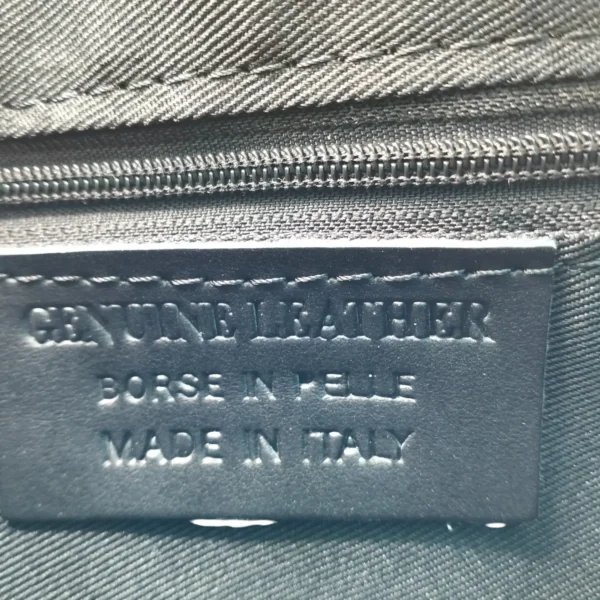 GENUINE LEATHER
BORSE IN PELLE
MADE IN ITALY